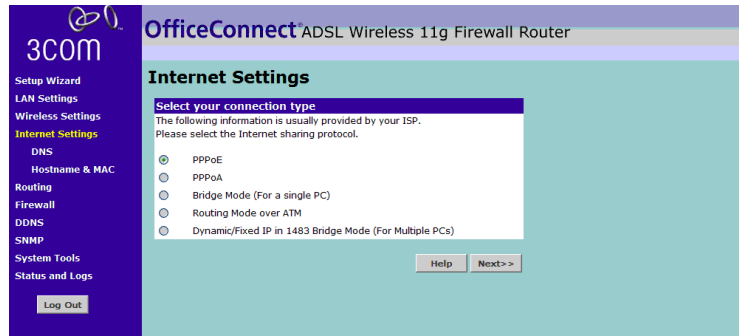 3COM
OfficeConnect® ADSL Wireless 11g Firewall Router
Setup Wizard
LAN Settings
Wireless Settings
Internet Settings
DNS
Hostname & MAC
Routing
Firewall
DDNS
SNMP
System Tools
Status and Logs
Log Out
Internet Settings
Select your connection type
The following information is usually provided by your ISP.
Please select the Internet sharing protocol.
PPPoE
PPPoA
Bridge Mode (For a single PC)
Routing Mode over ATM
Dynamic/Fixed IP in 1483 Bridge Mode (For Multiple PCs)
Help
Next>>